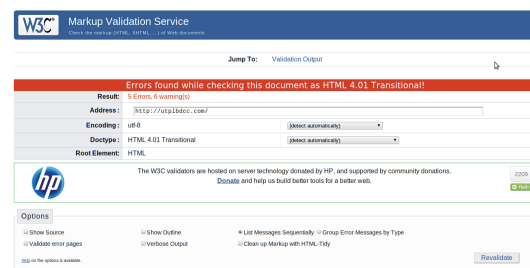 W3C Markup Validation Service
Check the markup (HTML, XHTML, ...) of Web documents
Jump To: Validation Output
Errors found while checking this document as HTML 4.01 Transitional!
Result: 5 Errors, 6 warning(s)
Address: http://utplbdcc.com/
Encoding: utf-8 (detect automatically)
Doctype: HTML 4.01 Transitional (detect automatically)
Root Element: HTML
hp The W3C validators are hosted on server technology donated by HP, and supported by community donations.
Donate and help us build better tools for a better web.
2209
Options
Show Source Show Outline List Messages Sequentially Group Error Messages by Type
Validate error pages Verbose Output Clean up Markup with HTML-Tidy
Help on the options is available.
Revalidate